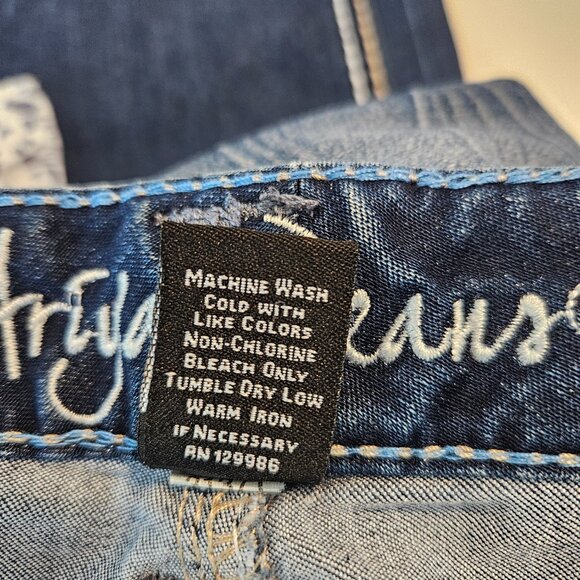 MACHINE WASH
COLD WITH
LIKE COLORS
NON-CHLORINE
BLEACH ONLY
TUMBLE DRY LOW
WARM IRON
IF NECESSARY
RN 129986